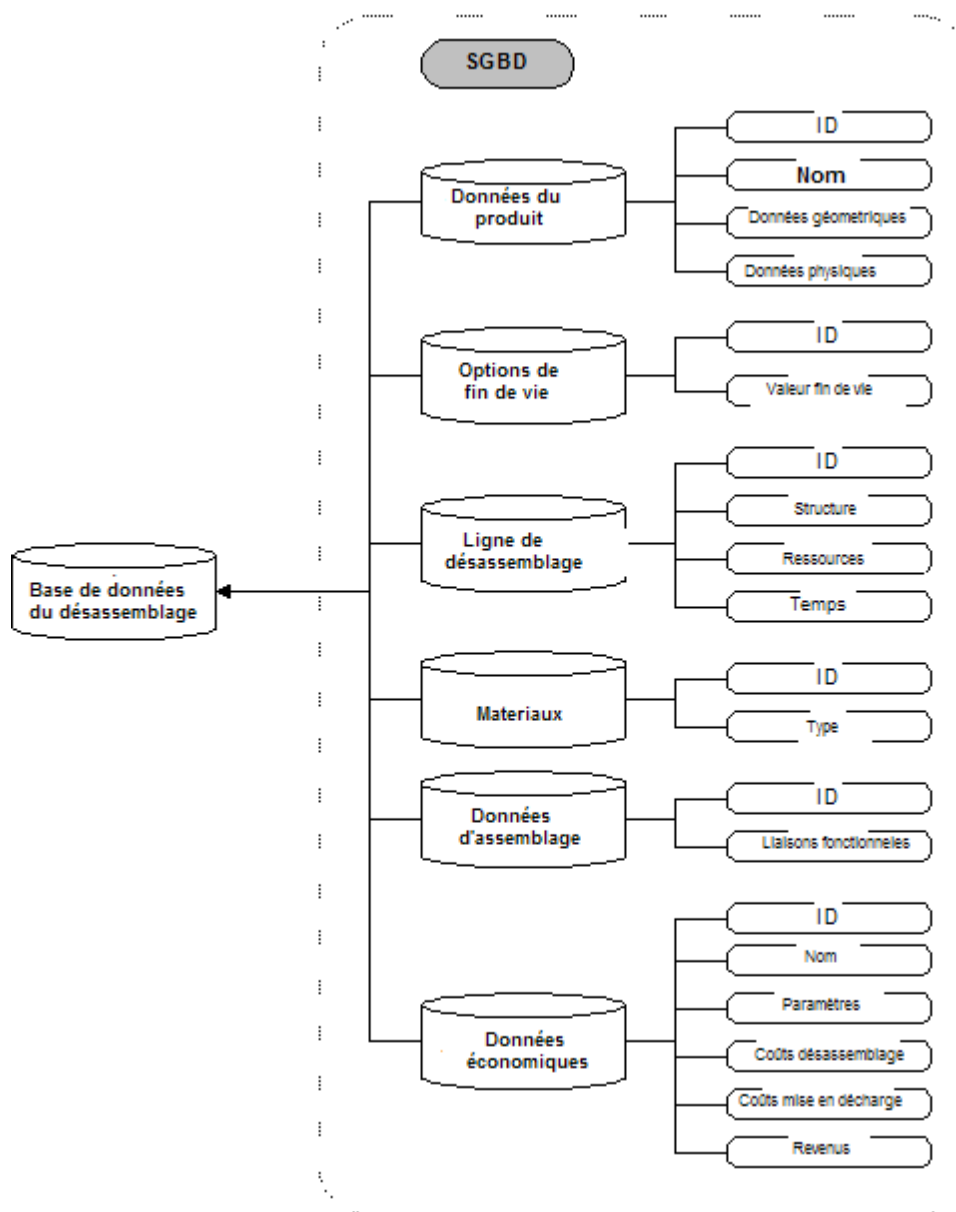 SGBD
ID
Nom
Données géometriques
Données physiques
Données du
produit
ID
Valeur fin de vie
Options de
fin de vie
ID
Structure
Ressources
Temps
Ligne de
désassemblage
Base de données
du désassemblage
ID
Type
Materiaux
ID
Liaisons fonctionneles
Données
d'assemblage
ID
Nom
Paramètres
Coûts désassemblage
Coûts mise en décharge
Revenus
Données
économiques